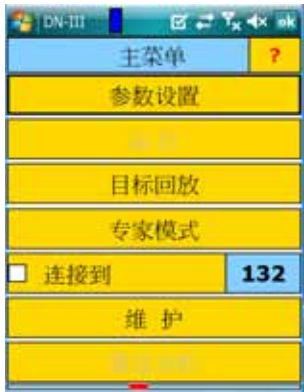 DN-III ok
主菜单 ?
参数设置
目标回放
专家模式
连接到 132
维 护